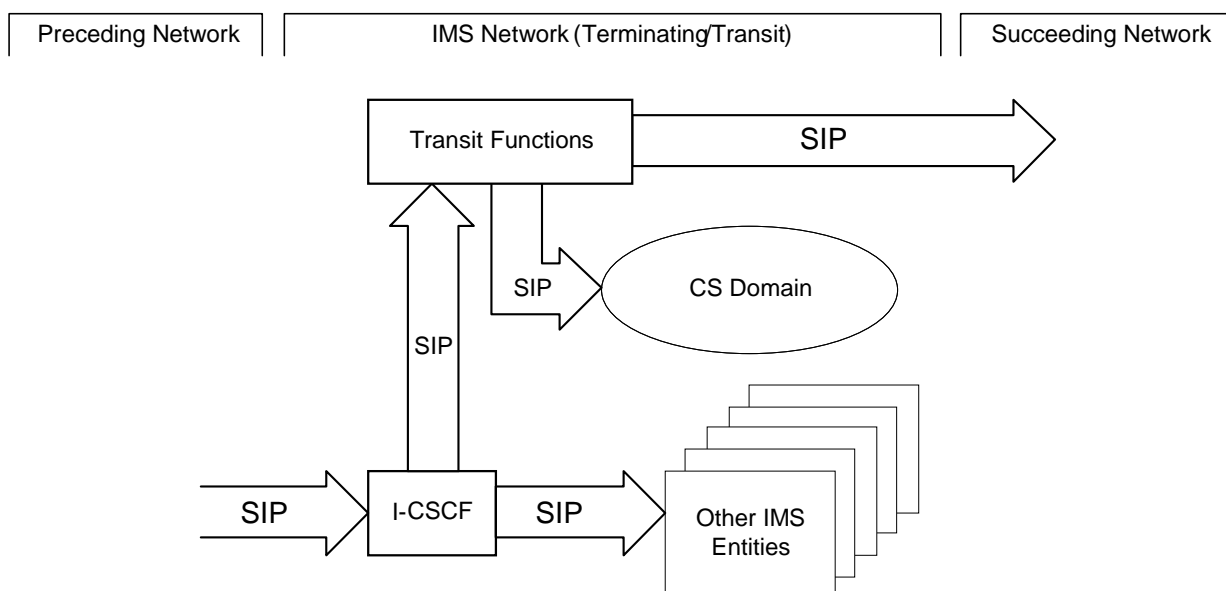 Preceding Network
IMS Network (Terminating/Transit)
Succeeding Network
Transit Functions
SIP
SIP
CS Domain
SIP
SIP
I-CSCF
SIP
Other IMS
Entities